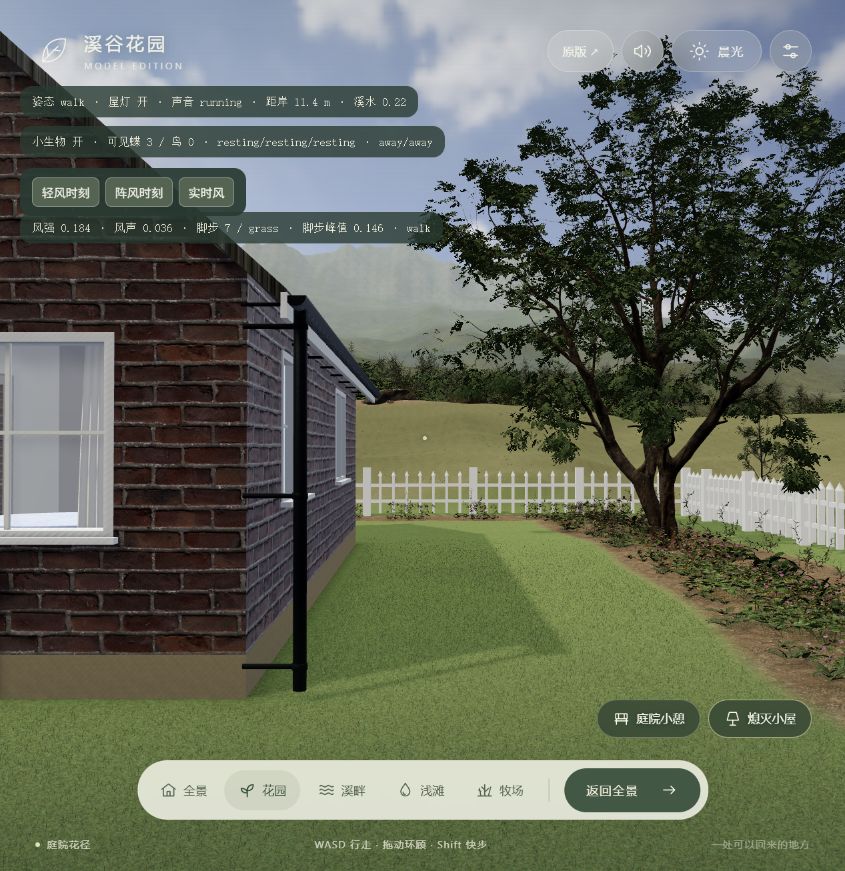 溪谷花园
MODEL EDITION
原版 ↗
晨光
姿态 walk · 屋灯 开 · 声音 running · 距岸 11.4 m · 溪水 0.22
小生物 开 · 可见蝶 3 / 鸟 0 · resting/resting/resting · away/away
轻风时刻 阵风时刻 实时风
风强 0.184 · 风声 0.036 · 脚步 7 / grass · 脚步峰值 0.146 · walk
庭院小憩 熄灭小屋
全景 花园 溪畔 浅滩 牧场 返回全景 →
庭院花径 WASD 行走 · 拖动环顾 · Shift 快步 一处可以回来的地方